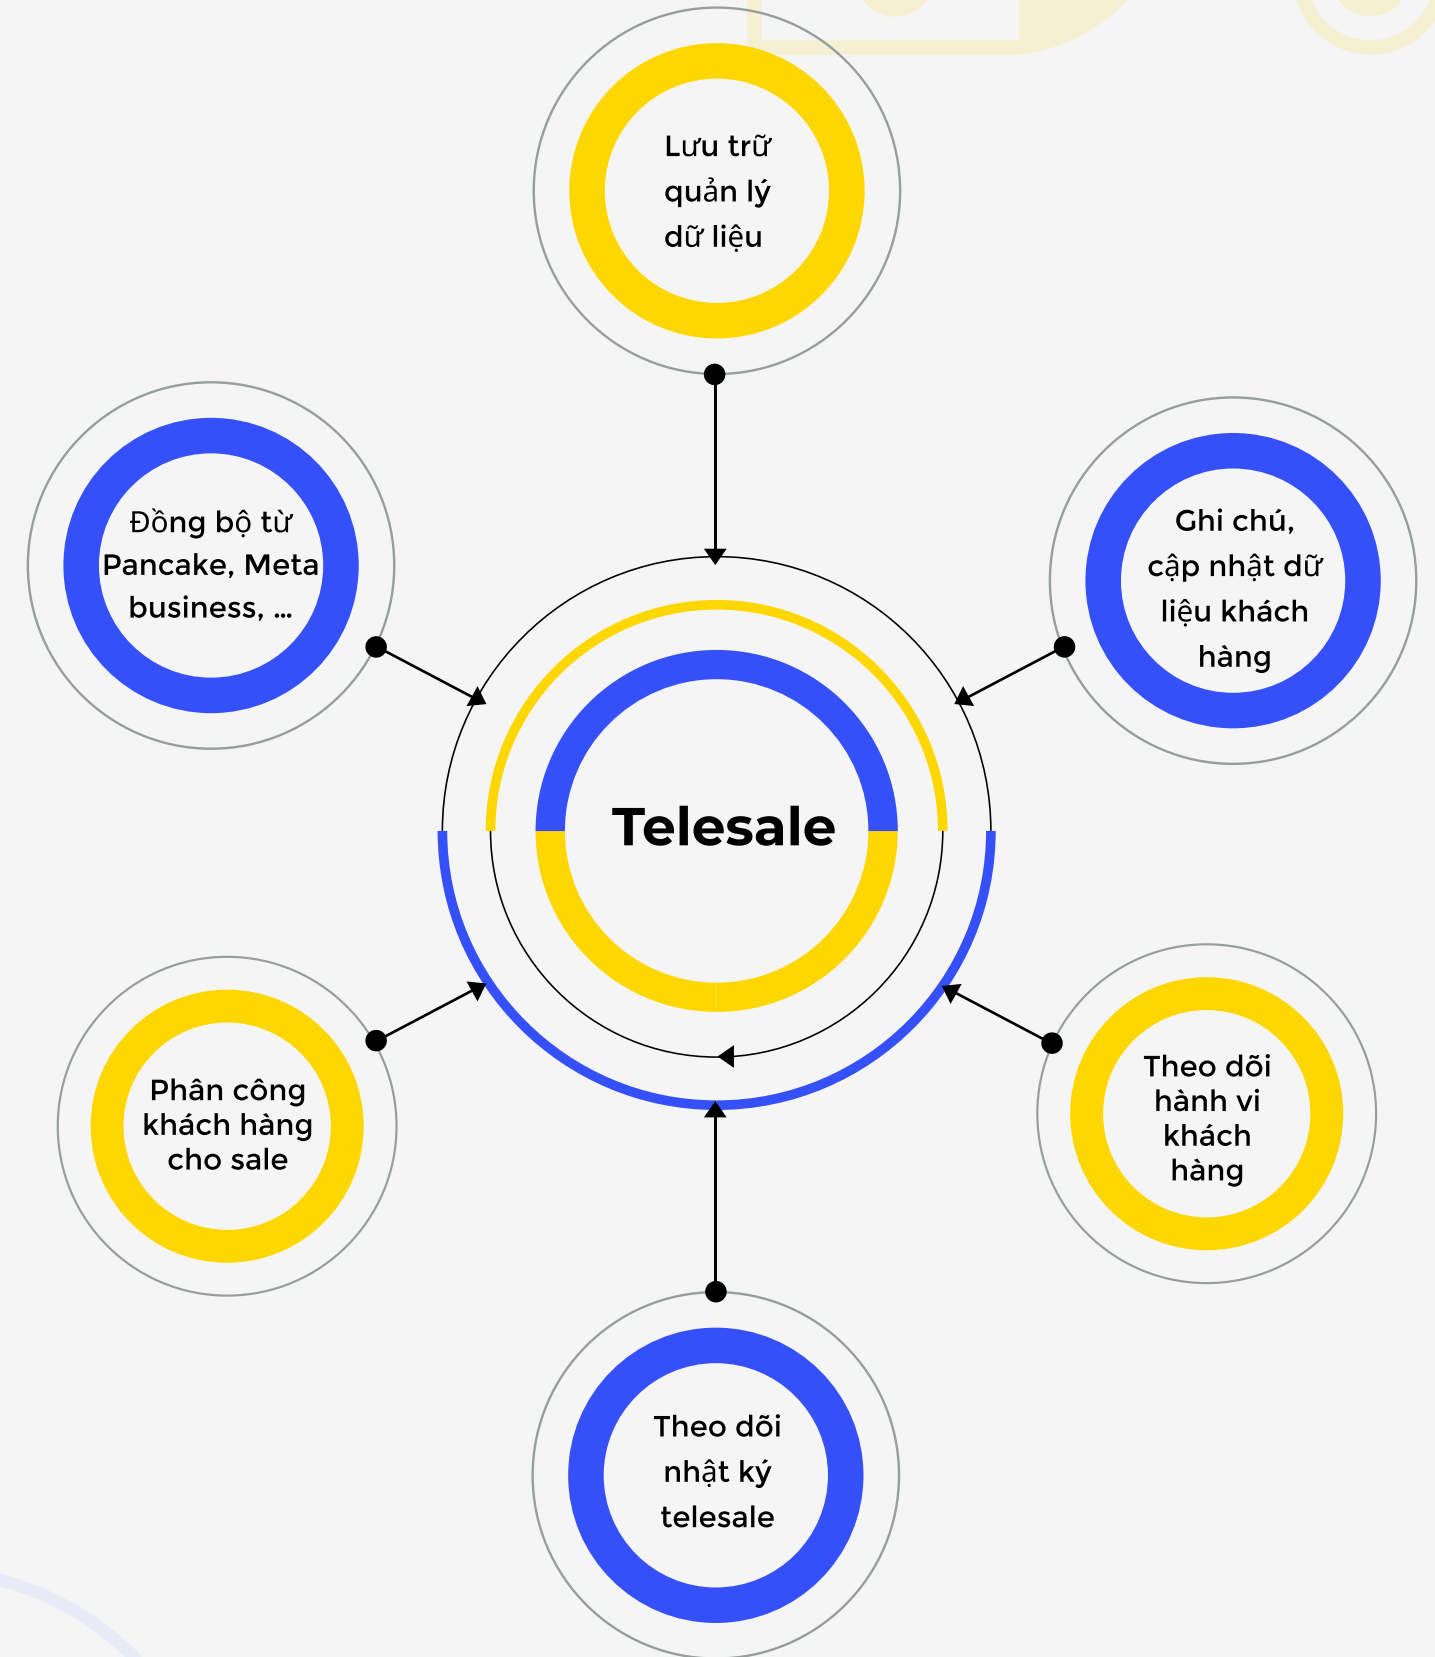 Lưu trữ
quản lý
dữ liệu
Đồng bộ từ
Pancake, Meta
business, ...
Ghi chú,
cập nhật dữ
liệu khách
hàng
Telesale
Phân công
khách hàng
cho sale
Theo dõi
hành vi
khách
hàng
Theo dõi
nhật ký
telesale